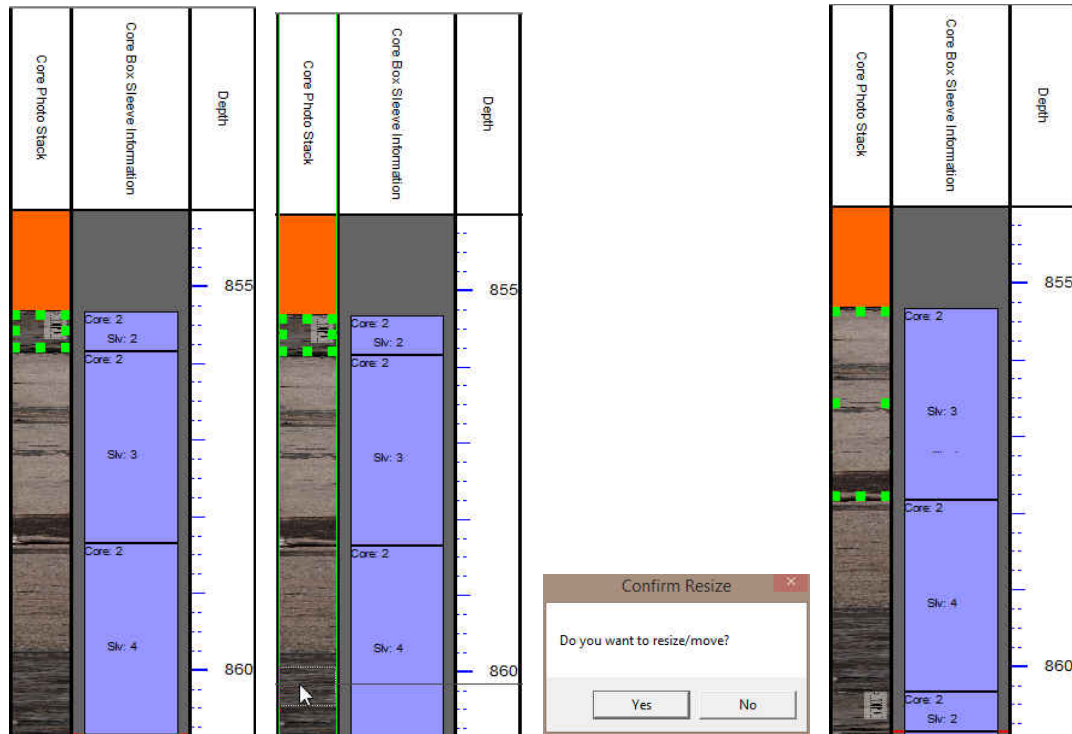 Core Photo Stack
Core Box Sleeve Information
Depth
855
Core: 2
Slv: 2
Core: 2
Slv: 3
Core: 2
Slv: 4
860
Core Photo Stack
Core Box Sleeve Information
Depth
855
Core: 2
Slv: 2
Core: 2
Slv: 3
Core: 2
Slv: 4
860
Confirm Resize
Do you want to resize/move?
Yes
No
Core Photo Stack
Core Box Sleeve Information
Depth
855
Core: 2
Slv: 3
Core: 2
Slv: 4
860
Core: 2
Slv: 2